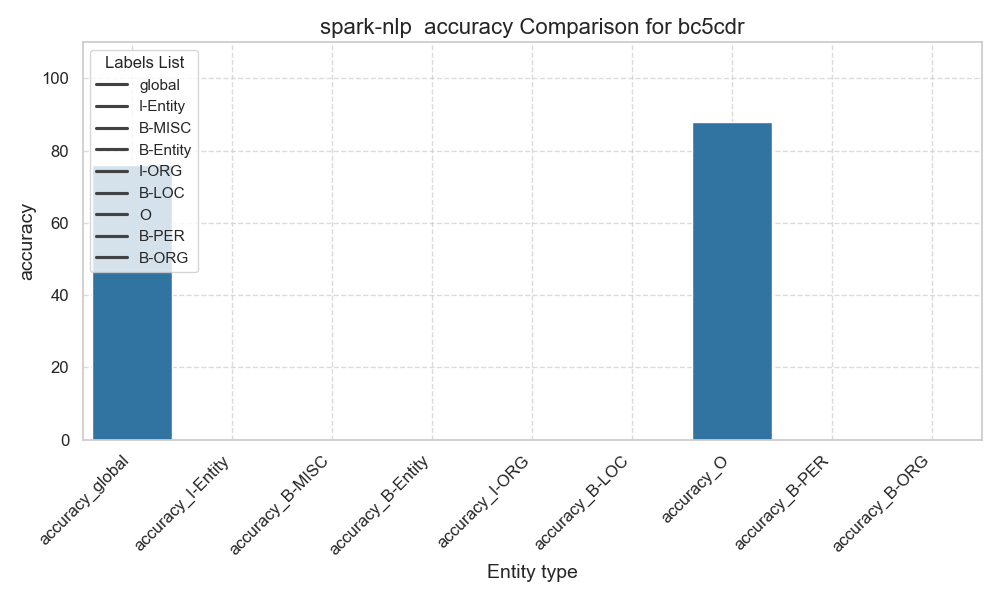 spark-nlp  accuracy Comparison for bc5cdr
Labels List
global
I-Entity
B-MISC
B-Entity
I-ORG
B-LOC
O
B-PER
B-ORG
100
80
60
40
20
0
accuracy
accuracy_global
accuracy_I-Entity
accuracy_B-MISC
accuracy_B-Entity
accuracy_I-ORG
accuracy_B-LOC
accuracy_O
accuracy_B-PER
accuracy_B-ORG
Entity type